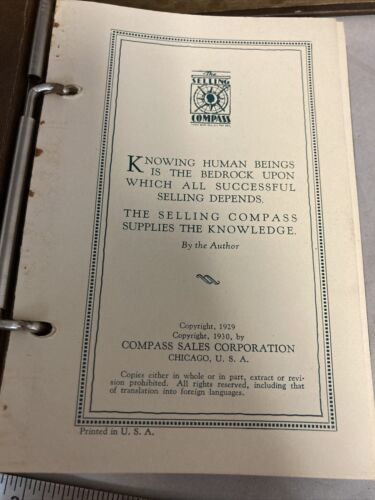 The
SELLING
COMPASS
KNOWING HUMAN BEINGS
IS THE BEDROCK UPON
WHICH ALL SUCCESSFUL
SELLING DEPENDS.
THE SELLING COMPASS
SUPPLIES THE KNOWLEDGE.
By the Author
Copyright, 1929
Copyright, 1930, by
COMPASS SALES CORPORATION
CHICAGO, U. S. A.
Copies either in whole or in part, extract or revi-
sion prohibited. All rights reserved, including that
of translation into foreign languages.
Printed in U. S. A.